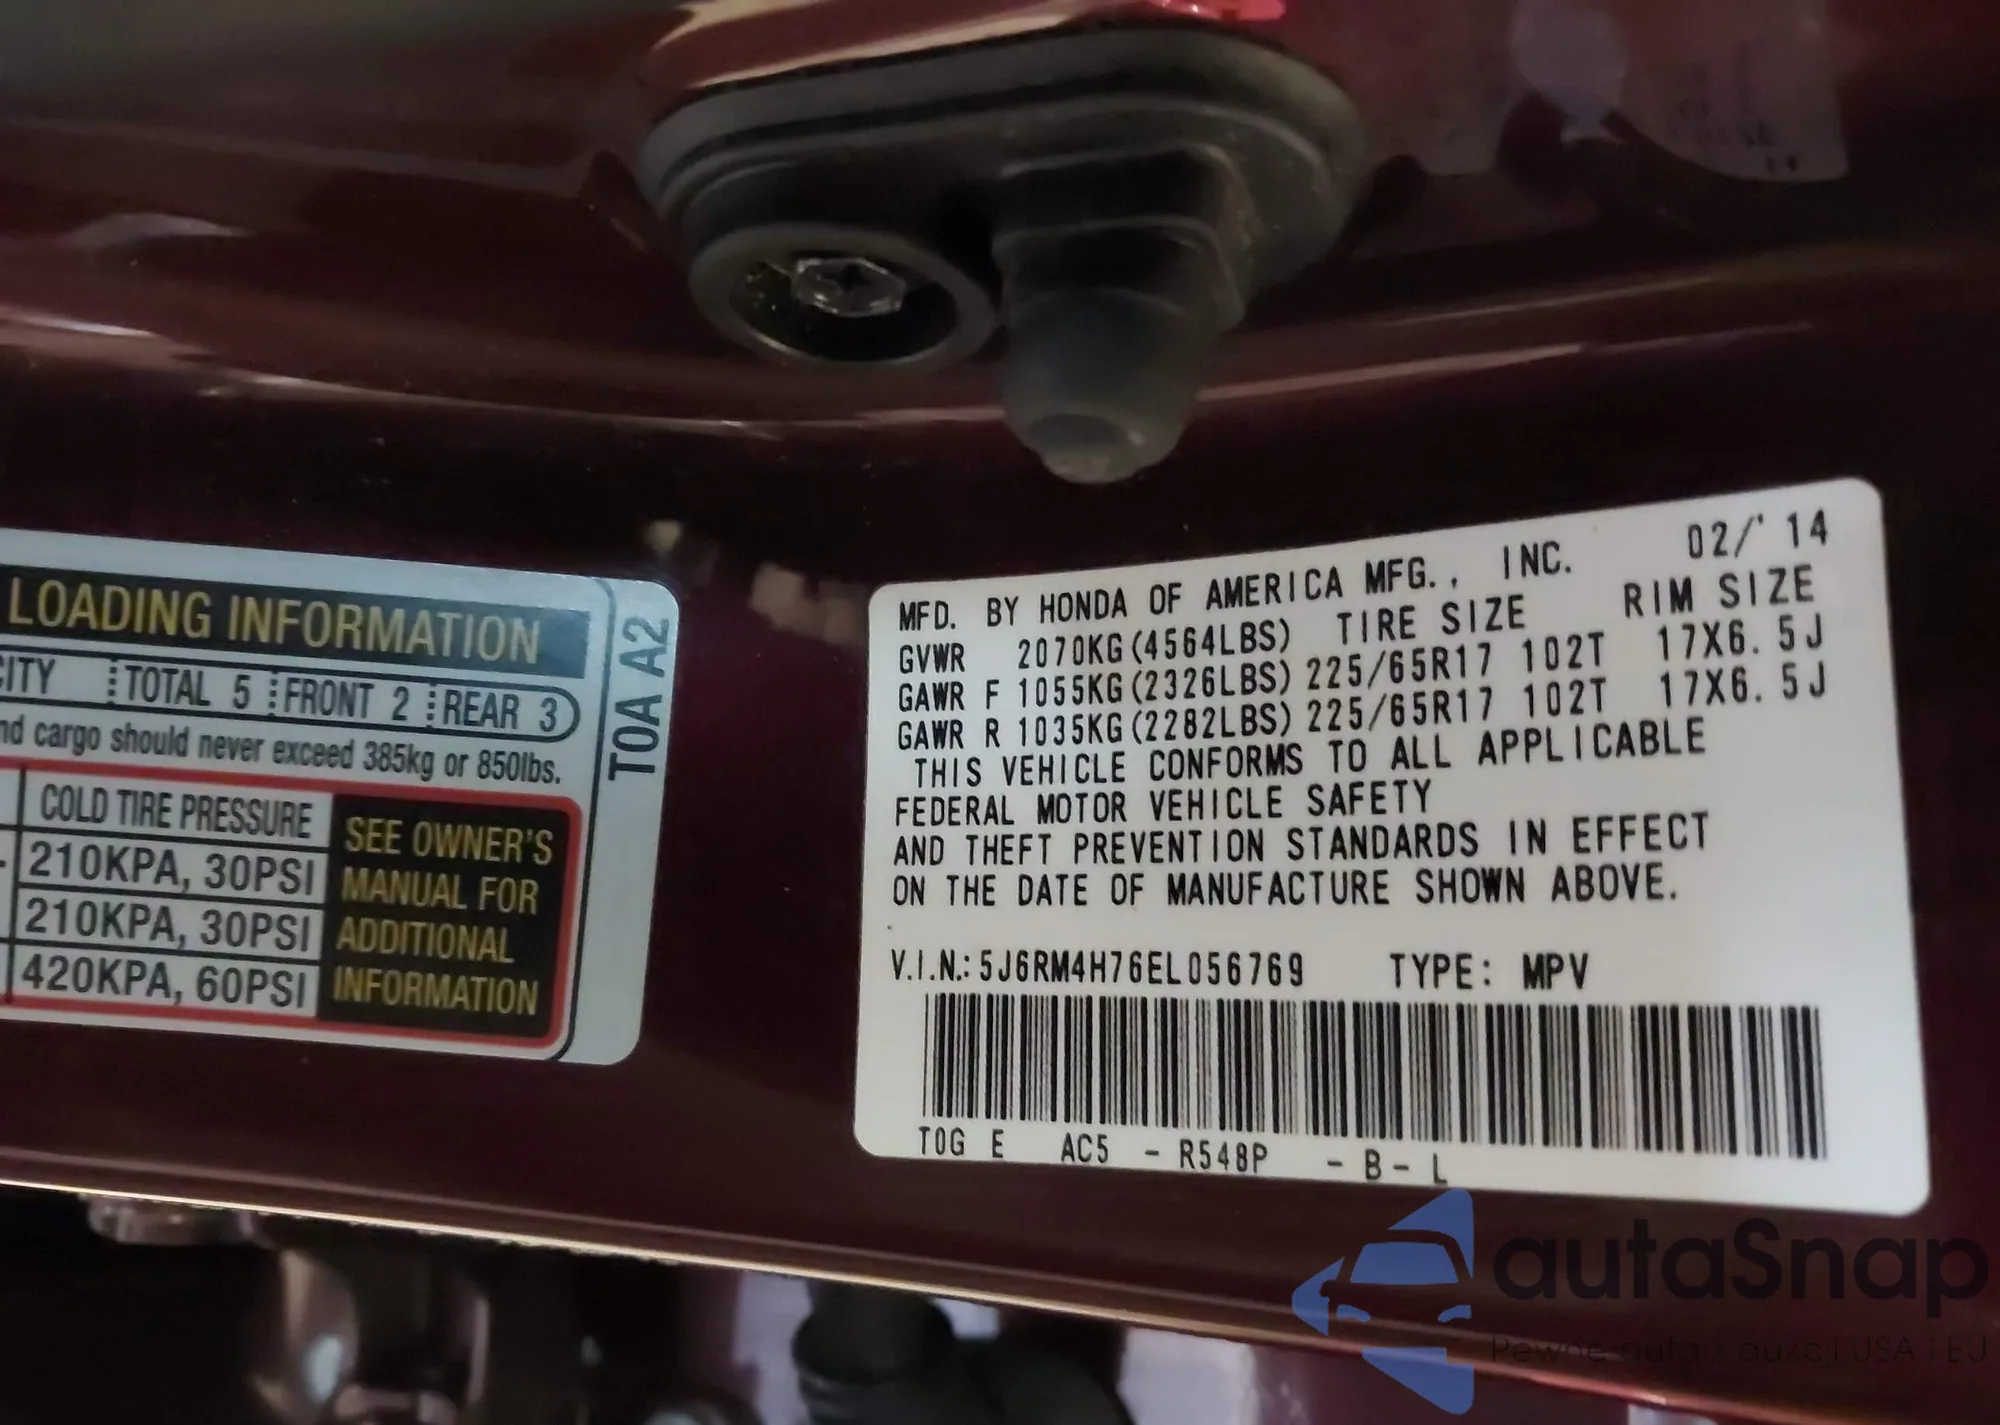 LOADING INFORMATION
CITY TOTAL 5 FRONT 2 REAR 3
nd cargo should never exceed 385kg or 850lbs.
COLD TIRE PRESSURE
210KPA, 30PSI
210KPA, 30PSI
420KPA, 60PSI
SEE OWNER'S
MANUAL FOR
ADDITIONAL
INFORMATION
T0A A2
MFD. BY HONDA OF AMERICA MFG., INC. 02/'14
GVWR 2070KG(4564LBS) TIRE SIZE RIM SIZE
GAWR F 1055KG(2326LBS) 225/65R17 102T 17X6.5J
GAWR R 1035KG(2282LBS) 225/65R17 102T 17X6.5J
THIS VEHICLE CONFORMS TO ALL APPLICABLE
FEDERAL MOTOR VEHICLE SAFETY
AND THEFT PREVENTION STANDARDS IN EFFECT
ON THE DATE OF MANUFACTURE SHOWN ABOVE.
V.I.N.: 5J6RM4H76EL056769 TYPE: MPV
T0G E AC5 - R548P - B - L
autaSnap
Pewne auta z aukcji USA i EU